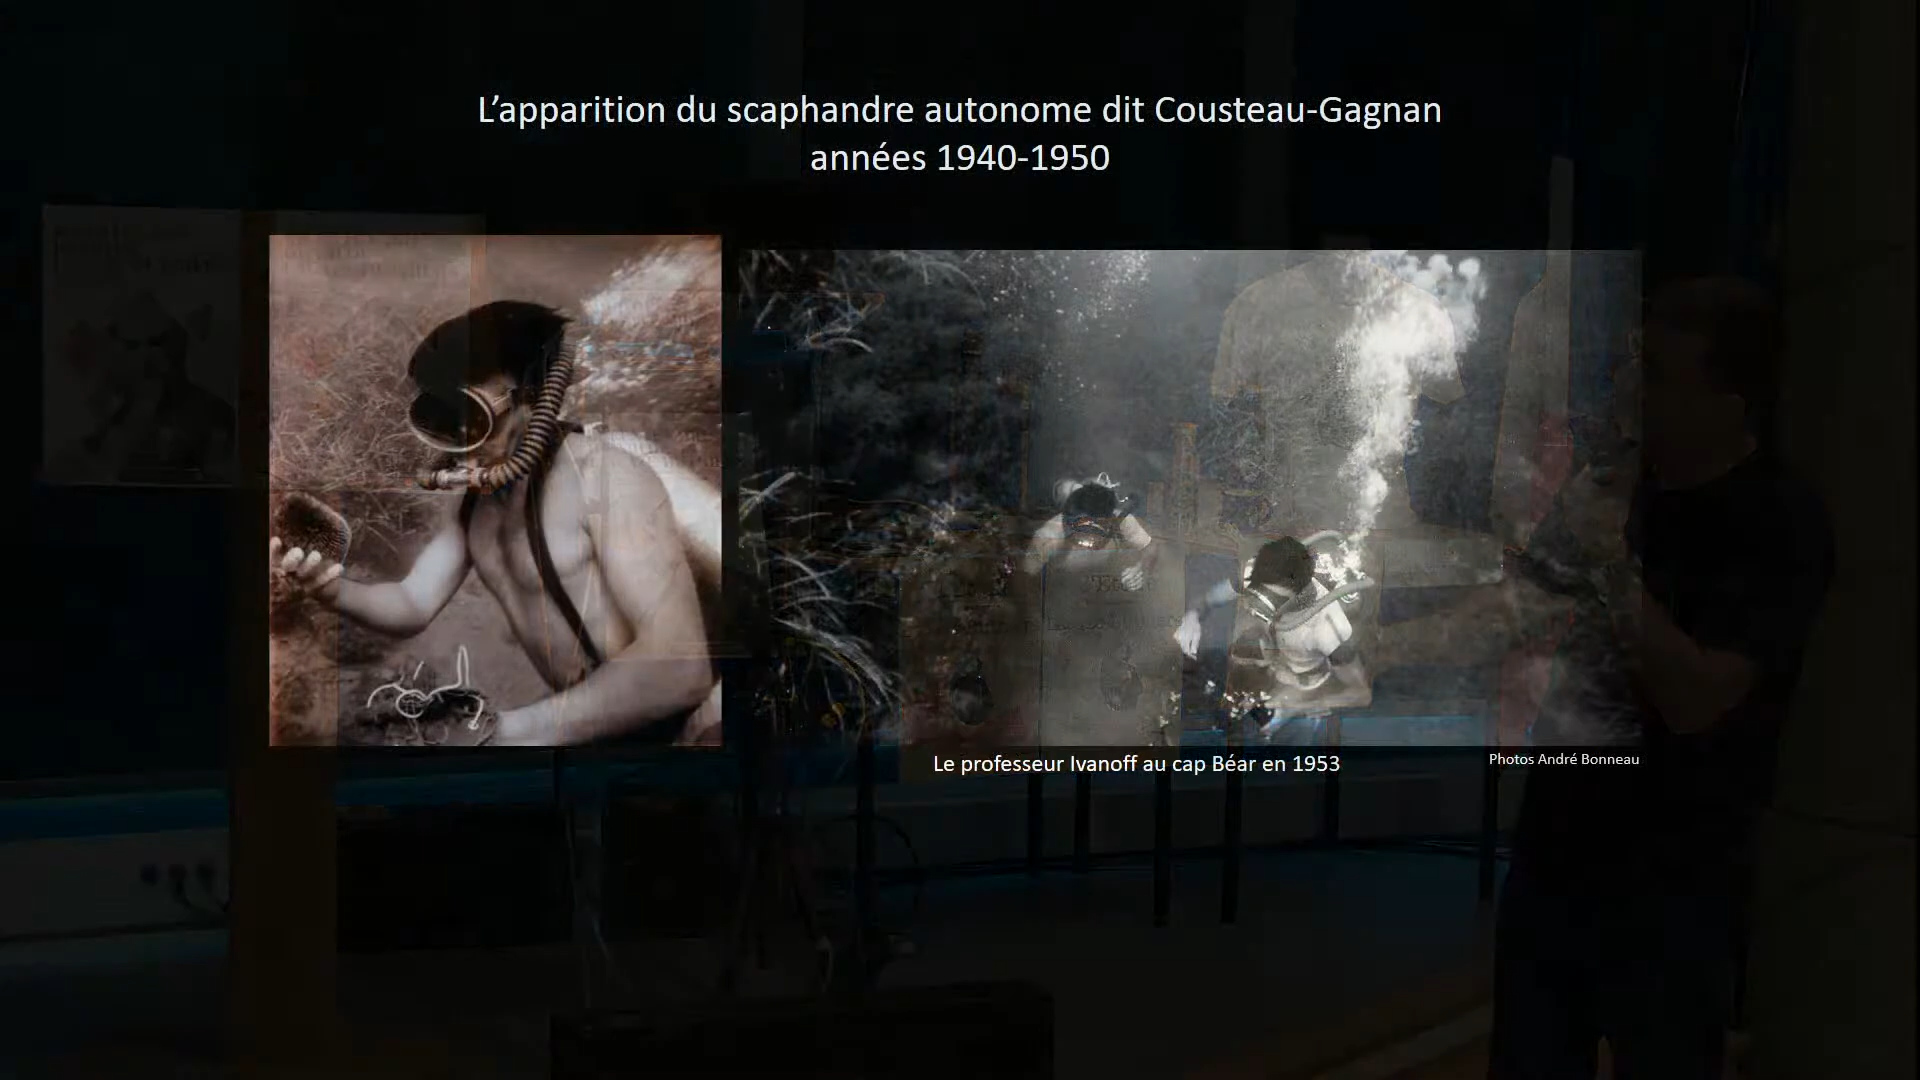 L’apparition du scaphandre autonome dit Cousteau-Gagnan
années 1940-1950
Le professeur Ivanoff au cap Béar en 1953
Photos André Bonneau